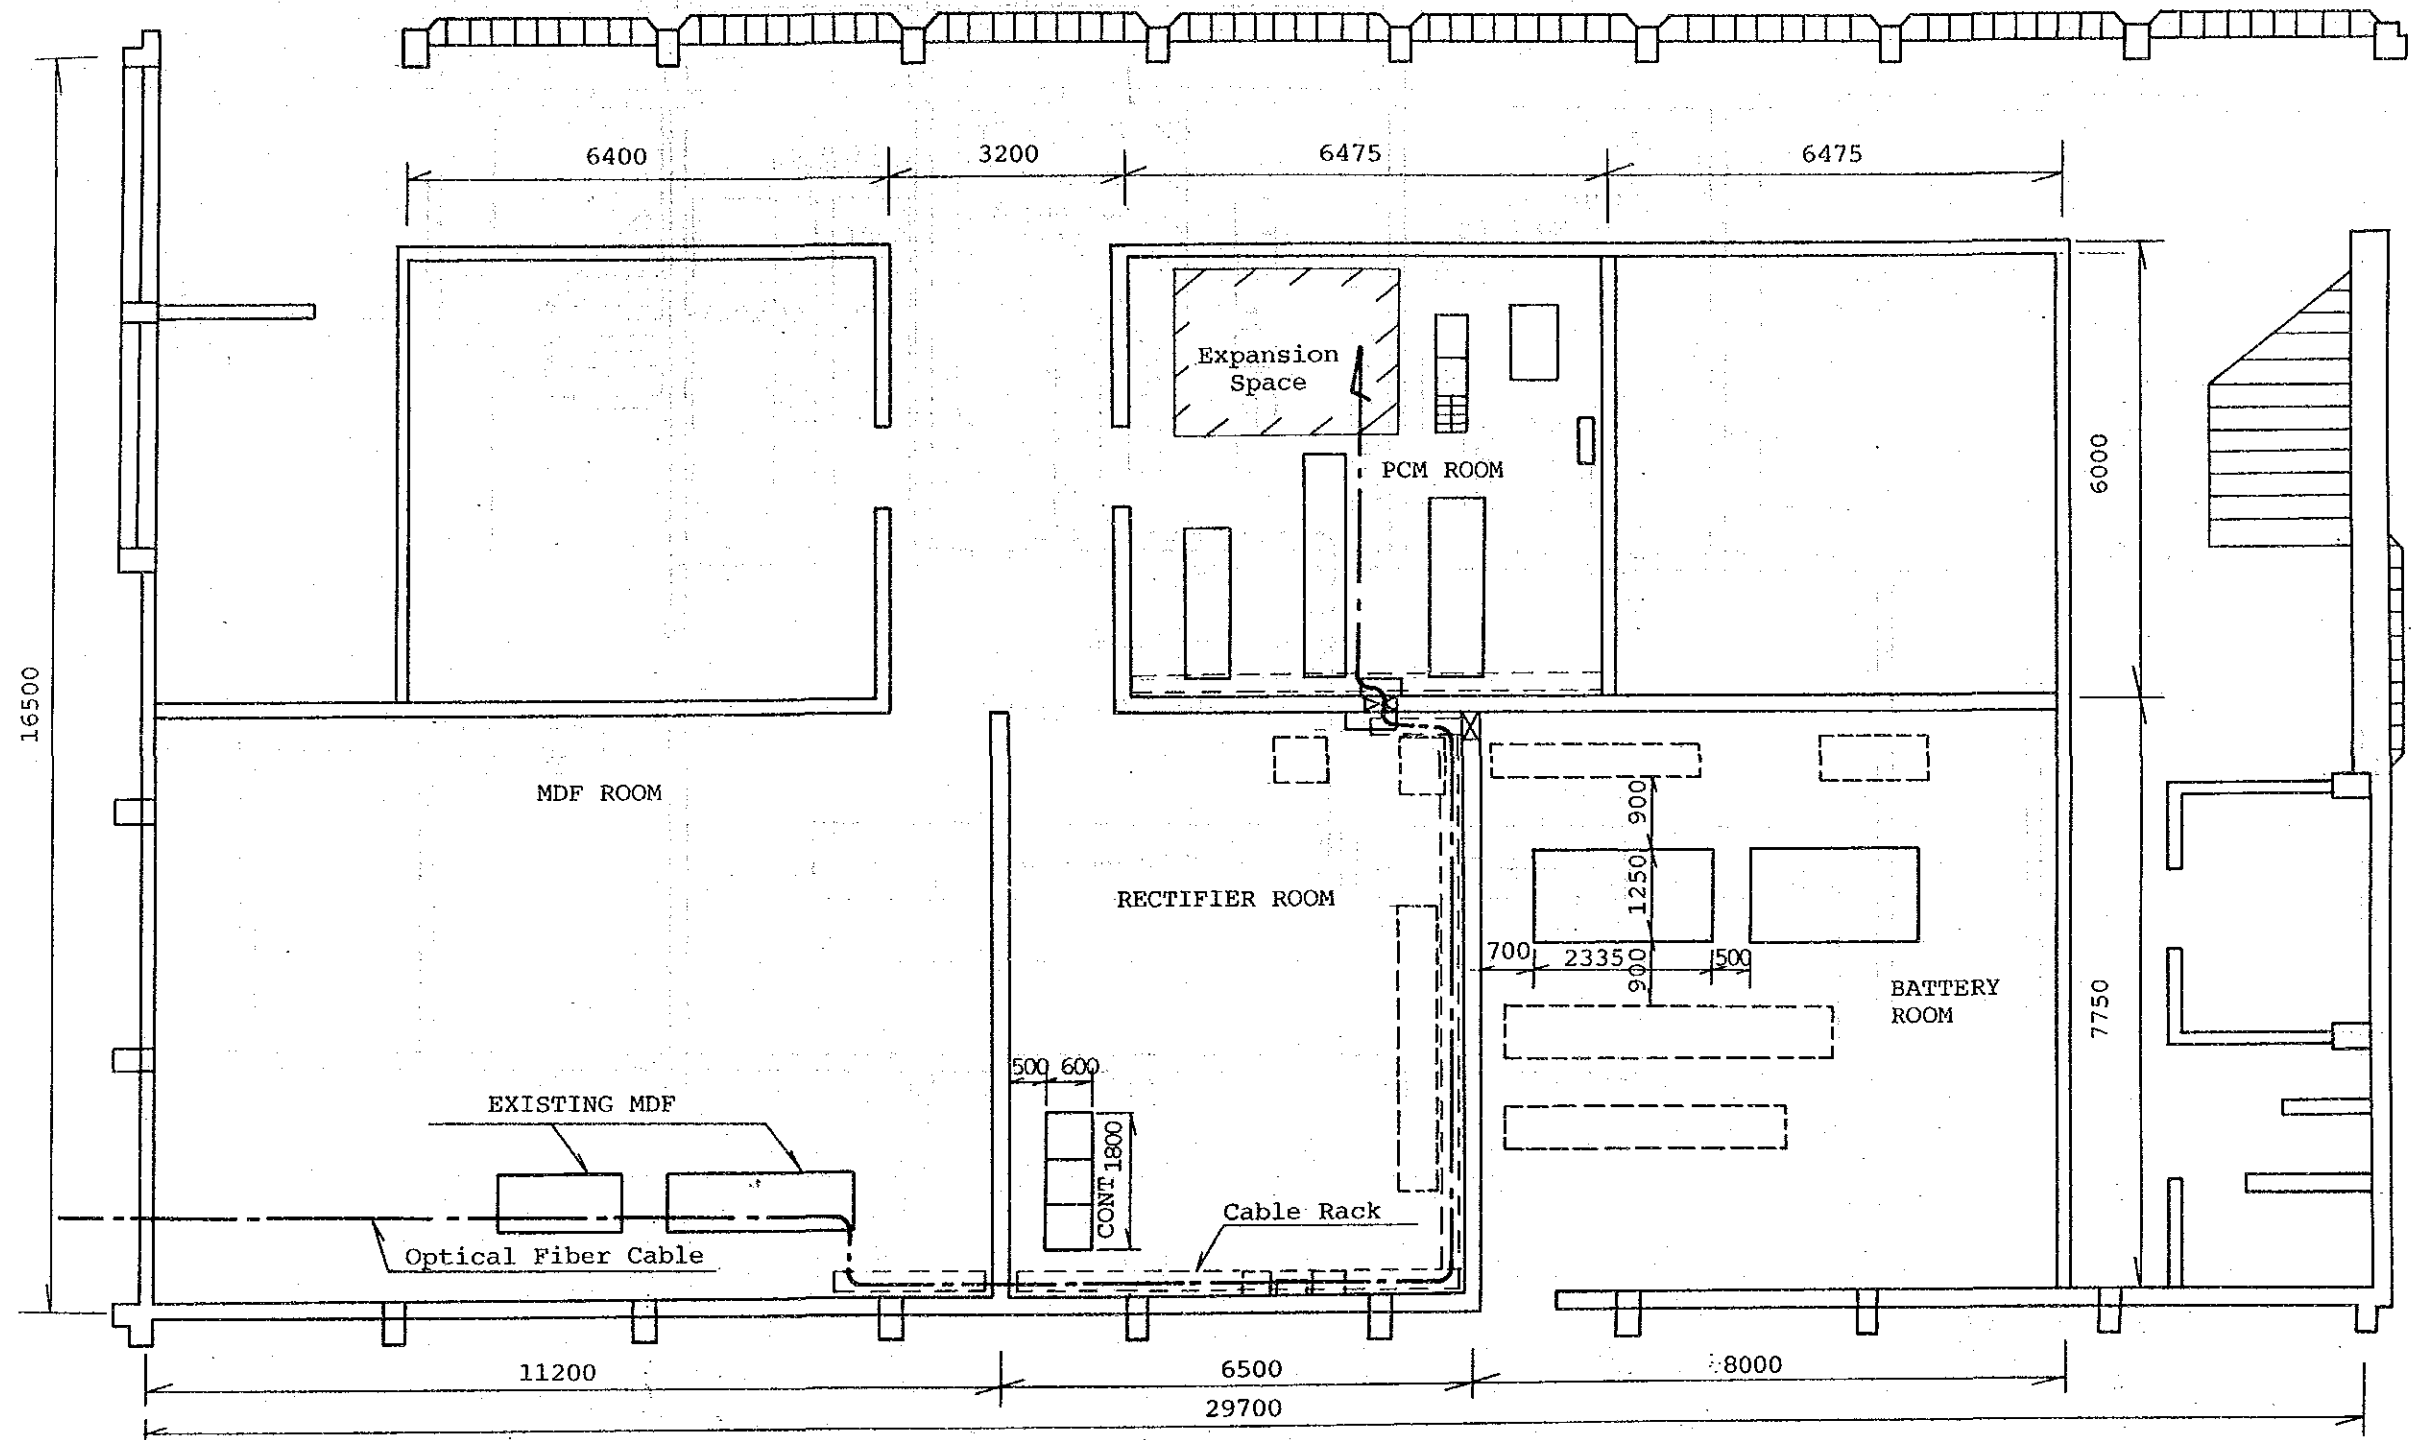 6400
3200
6475
6475
Expansion
Space
PCM ROOM
6000
16500
MDF ROOM
900
RECTIFIER ROOM
1250
700
2335
500
900
BATTERY
ROOM
7750
500
600
EXISTING MDF
CONT 1800
Cable Rack
Optical Fiber Cable
11200
6500
8000
29700